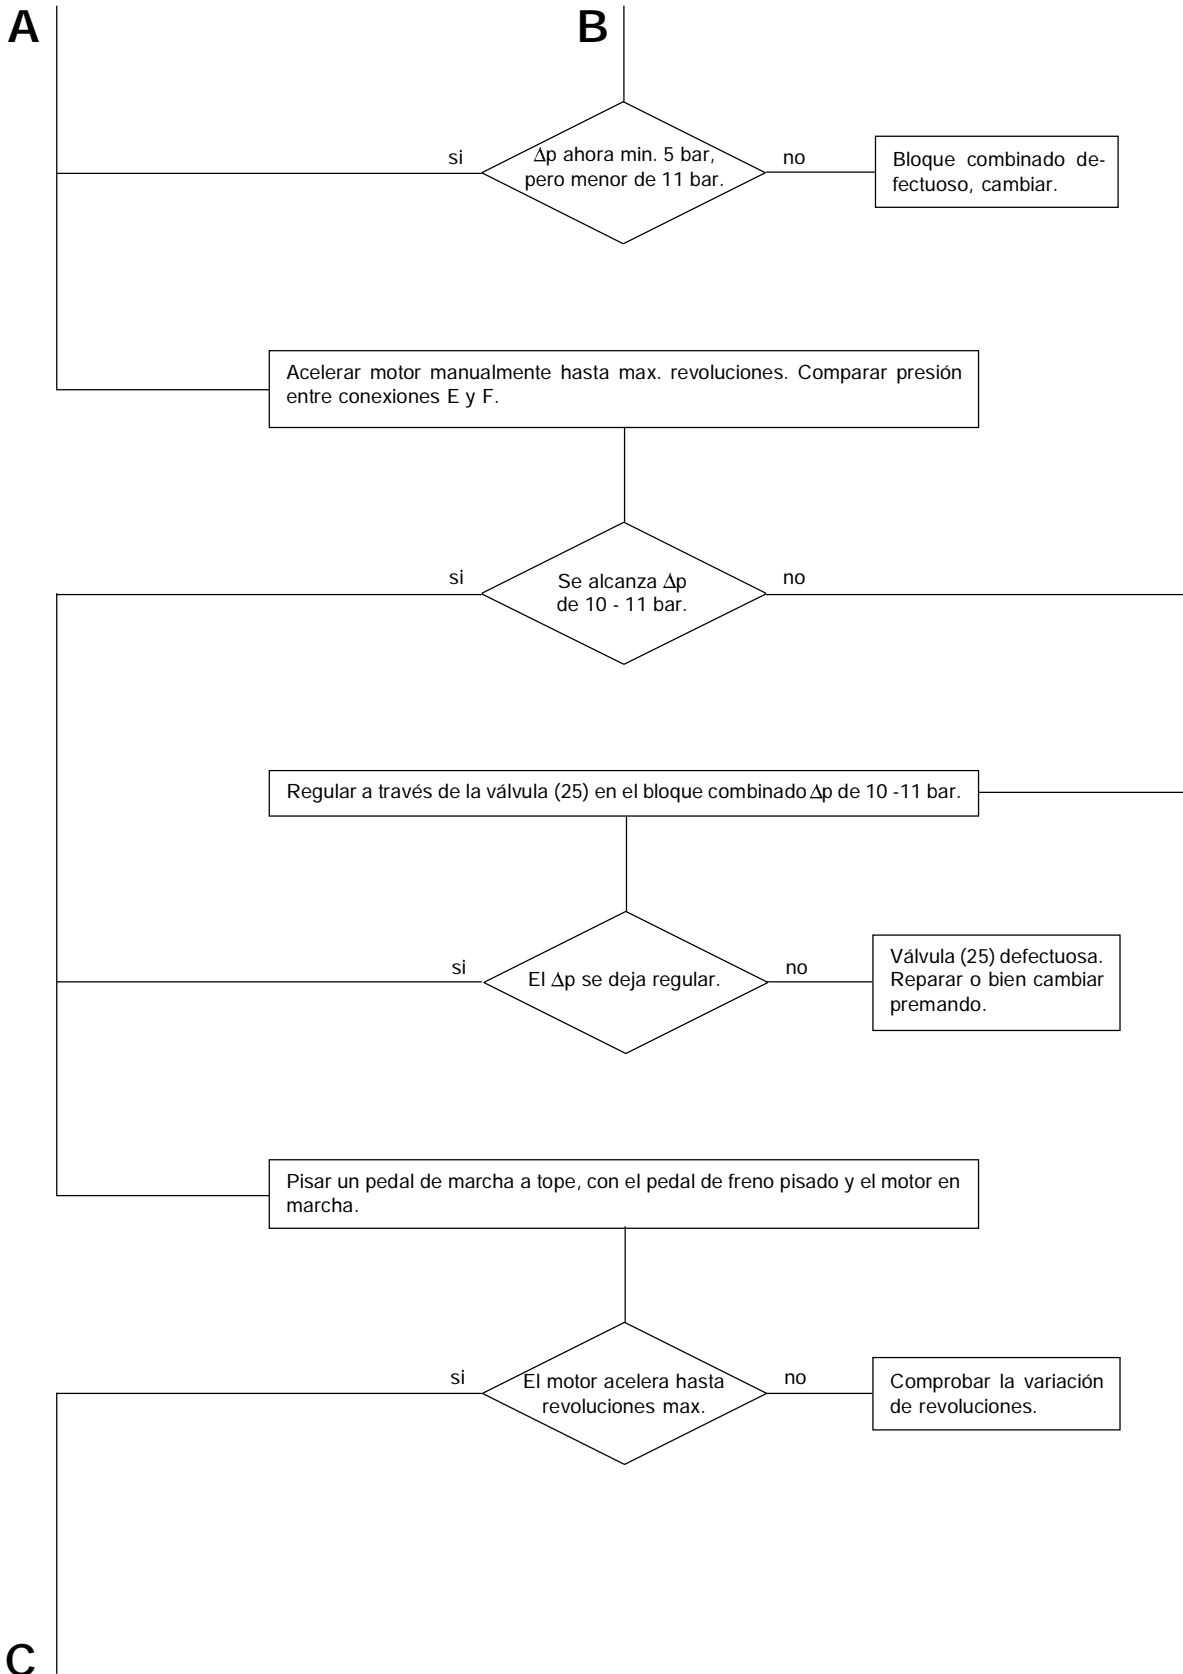 A
B
Δp ahora min. 5 bar,
pero menor de 11 bar.
si
no
Bloque combinado de-
fectuoso, cambiar.
Acelerar motor manualmente hasta max. revoluciones. Comparar presión
entre conexiones E y F.
si
Se alcanza Δp
de 10 - 11 bar.
no
Regular a través de la válvula (25) en el bloque combinado Δp de 10 -11 bar.
si
El Δp se deja regular.
no
Válvula (25) defectuosa.
Reparar o bien cambiar
premando.
Pisar un pedal de marcha a tope, con el pedal de freno pisado y el motor en
marcha.
si
El motor acelera hasta
revoluciones max.
no
Comprobar la variación
de revoluciones.
C